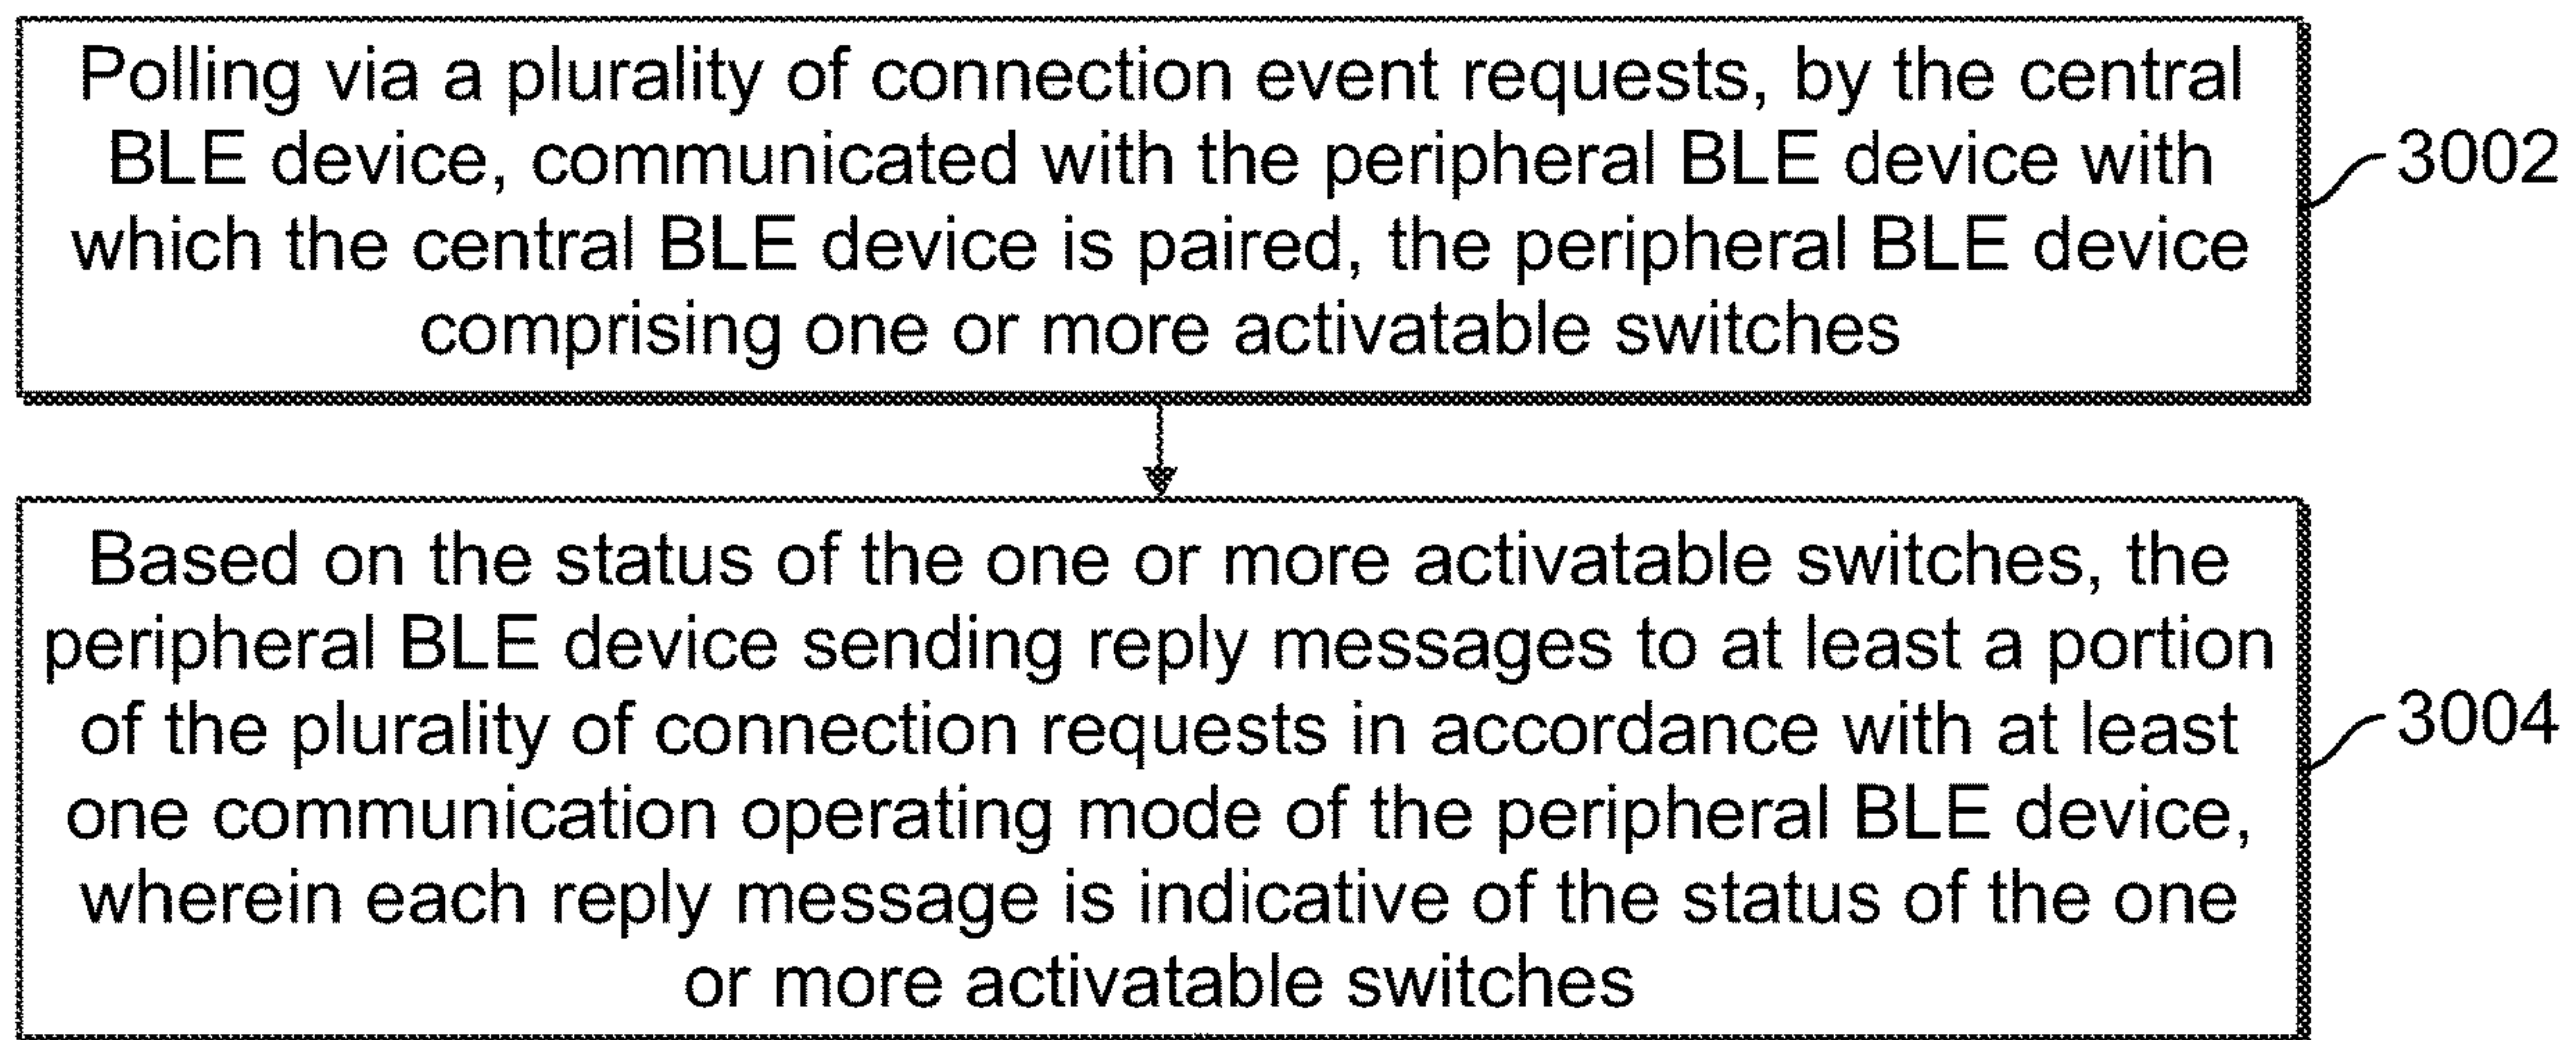 Polling via a plurality of connection event requests, by the central
BLE device, communicated with the peripheral BLE device with
which the central BLE device is paired, the peripheral BLE device
comprising one or more activatable switches
3002
Based on the status of the one or more activatable switches, the
peripheral BLE device sending reply messages to at least a portion
of the plurality of connection requests in accordance with at least
one communication operating mode of the peripheral BLE device,
wherein each reply message is indicative of the status of the one
or more activatable switches
3004